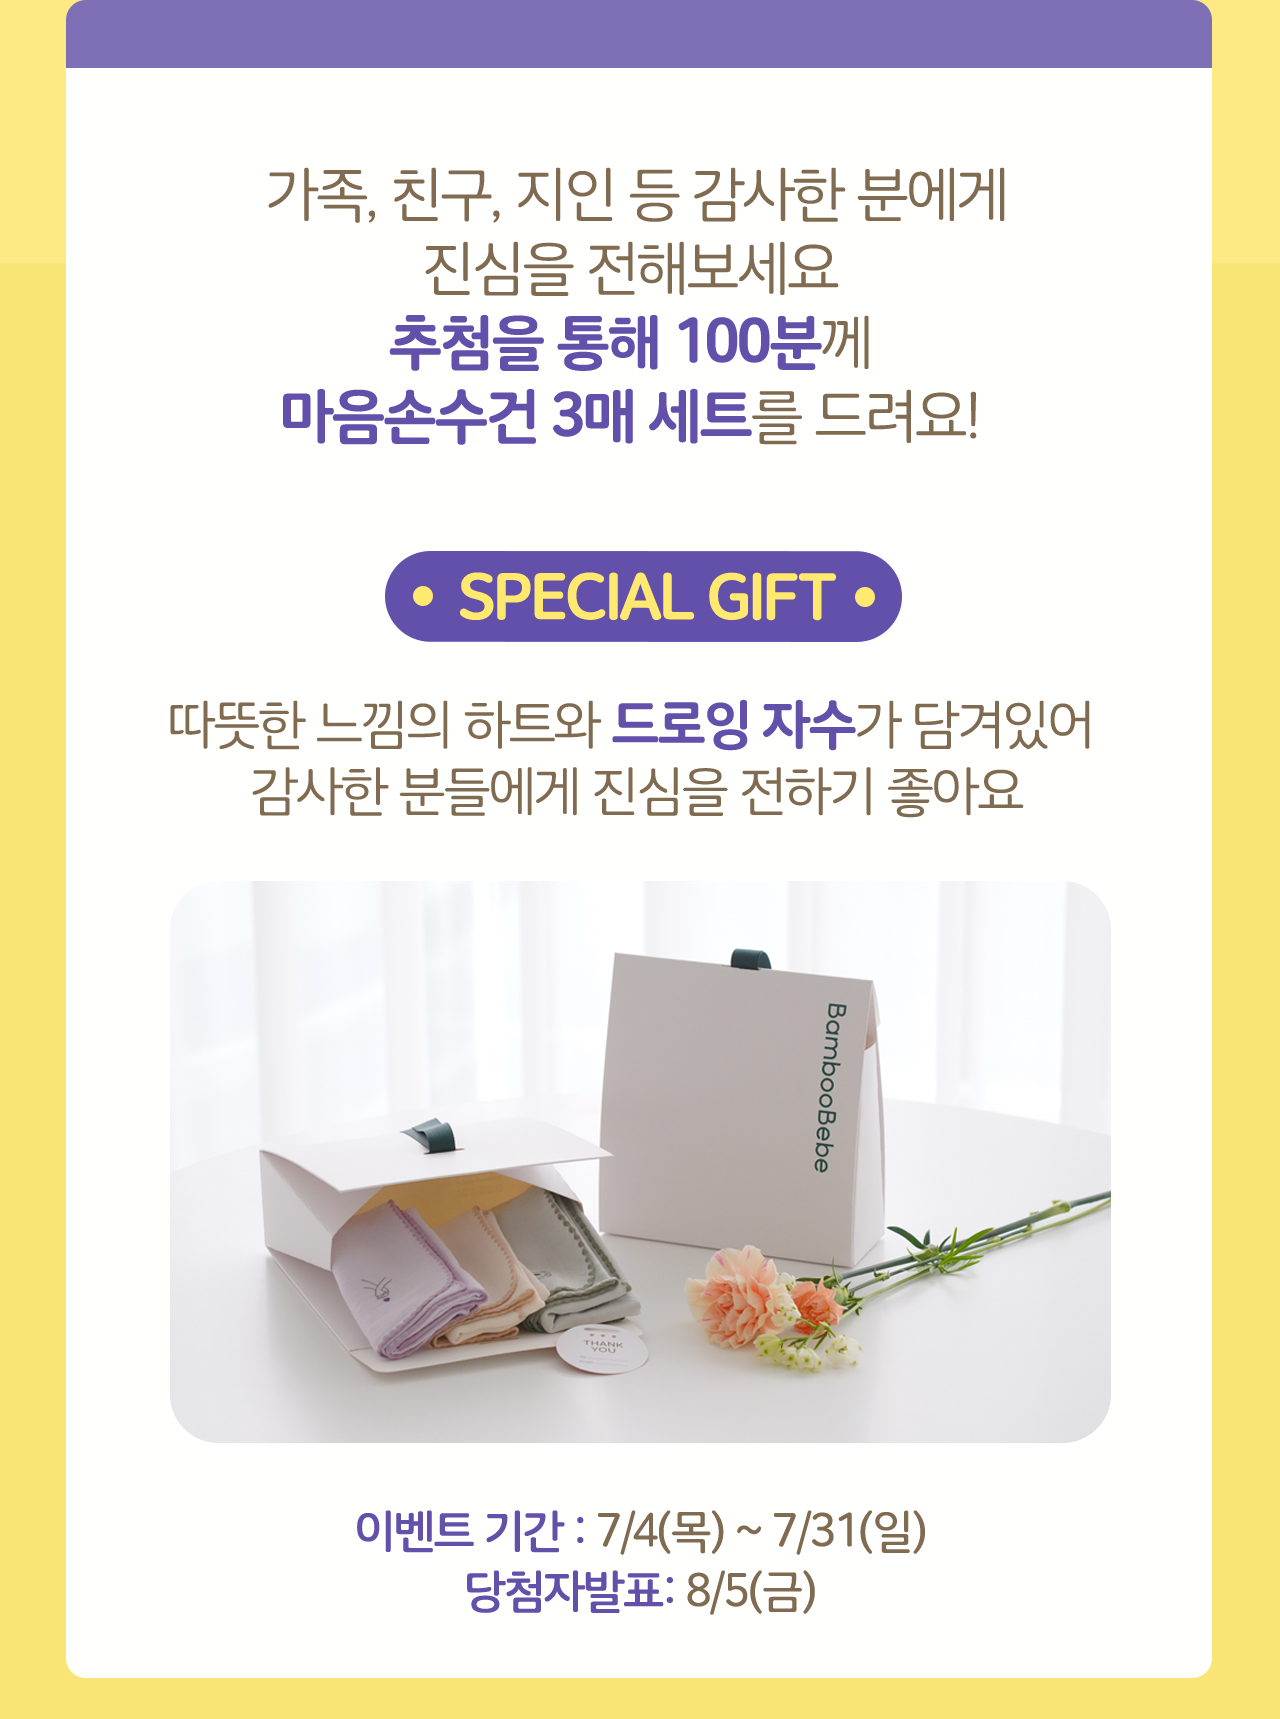 가족, 친구, 지인 등 감사한 분에게
진심을 전해보세요
추첨을 통해 100분께
마음손수건 3매 세트를 드려요!
SPECIAL GIFT
따뜻한 느낌의 하트와 드로잉 자수가 담겨있어
감사한 분들에게 진심을 전하기 좋아요
BambooBebe
THANK
YOU
이벤트 기간 : 7/4(목) ~ 7/31(일)
당첨자발표: 8/5(금)